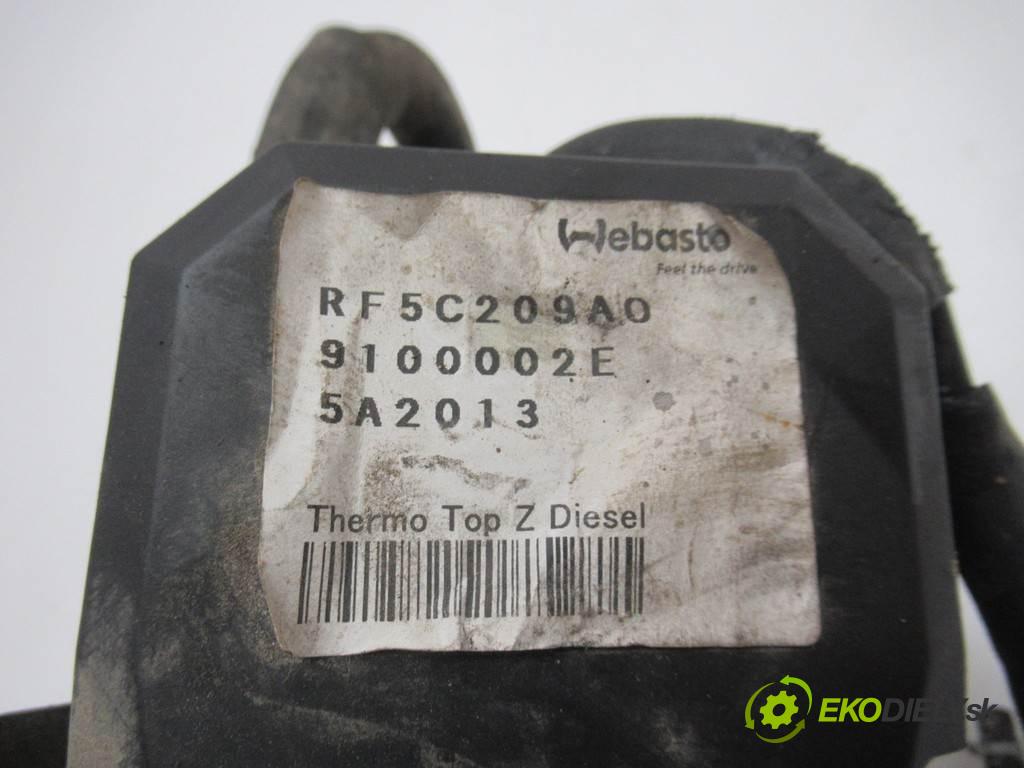 Webasto
Feel the drive
RF5C209A0
9100002E
5A2013
Thermo Top Z Diesel
EKODIELY.sk